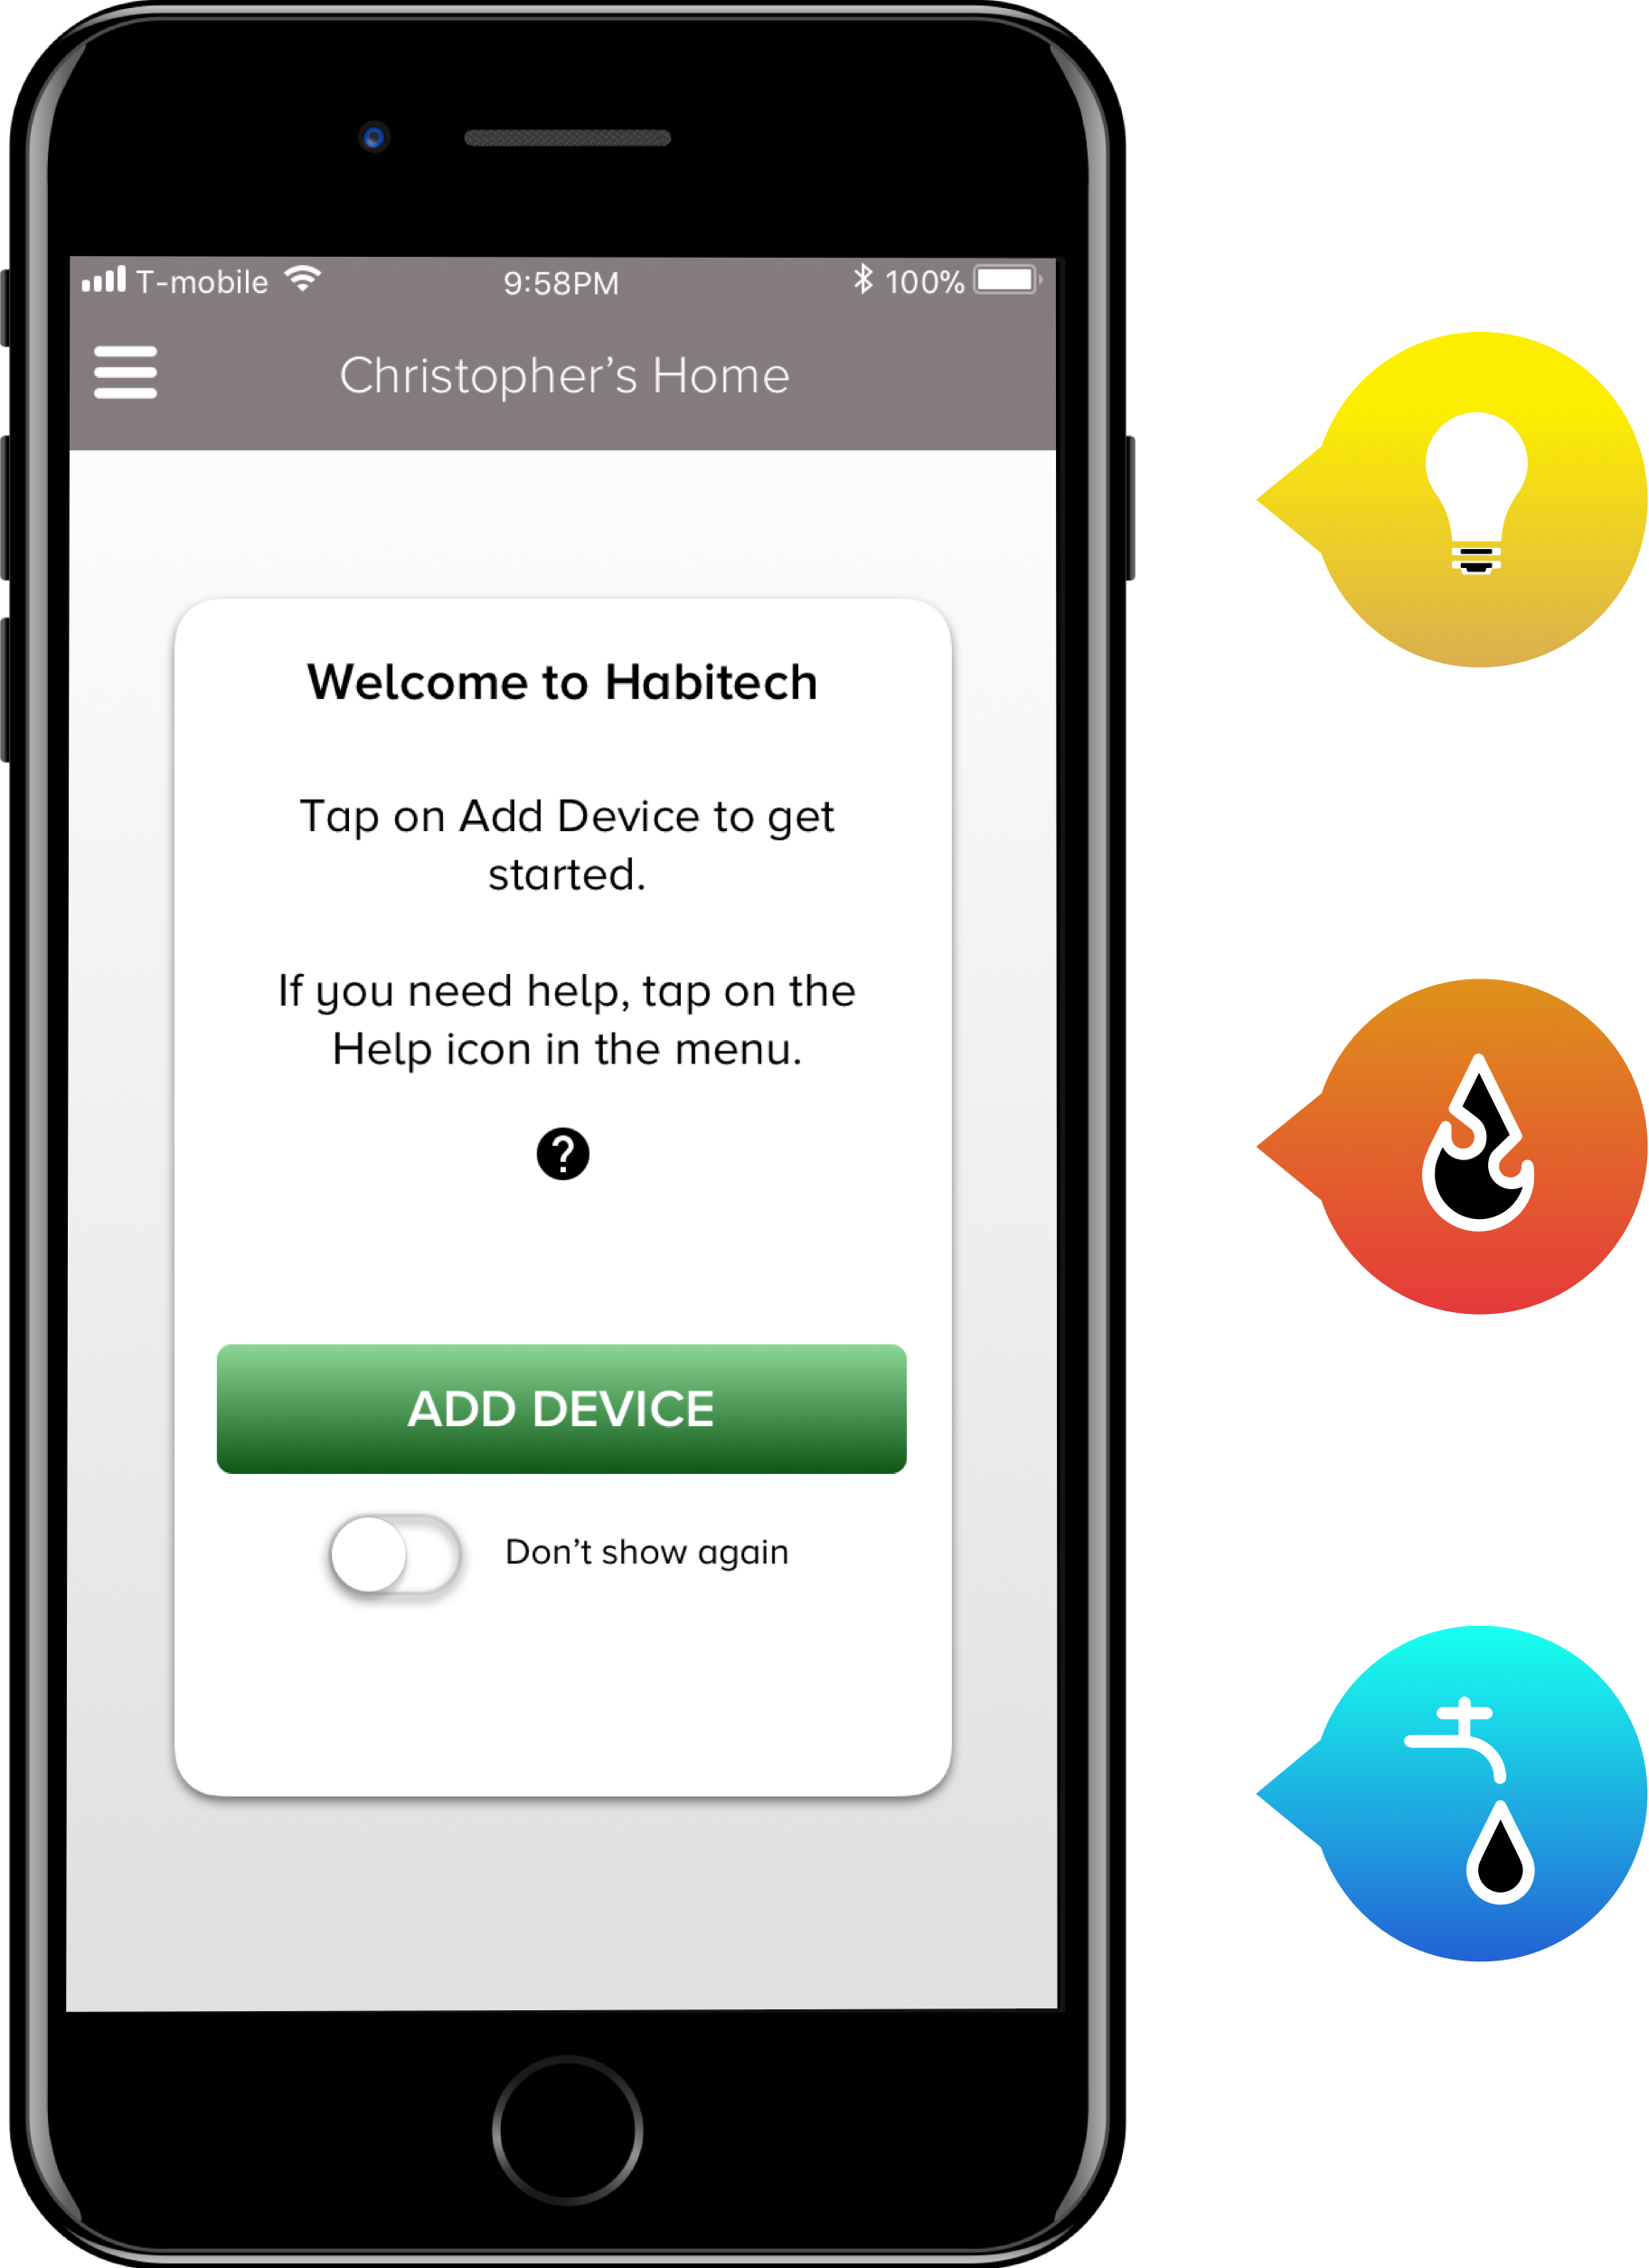 T-mobile 9:58PM 100%
Christopher’s Home
Welcome to Habitech
Tap on Add Device to get
started.
If you need help, tap on the
Help icon in the menu.
?
ADD DEVICE
Don’t show again